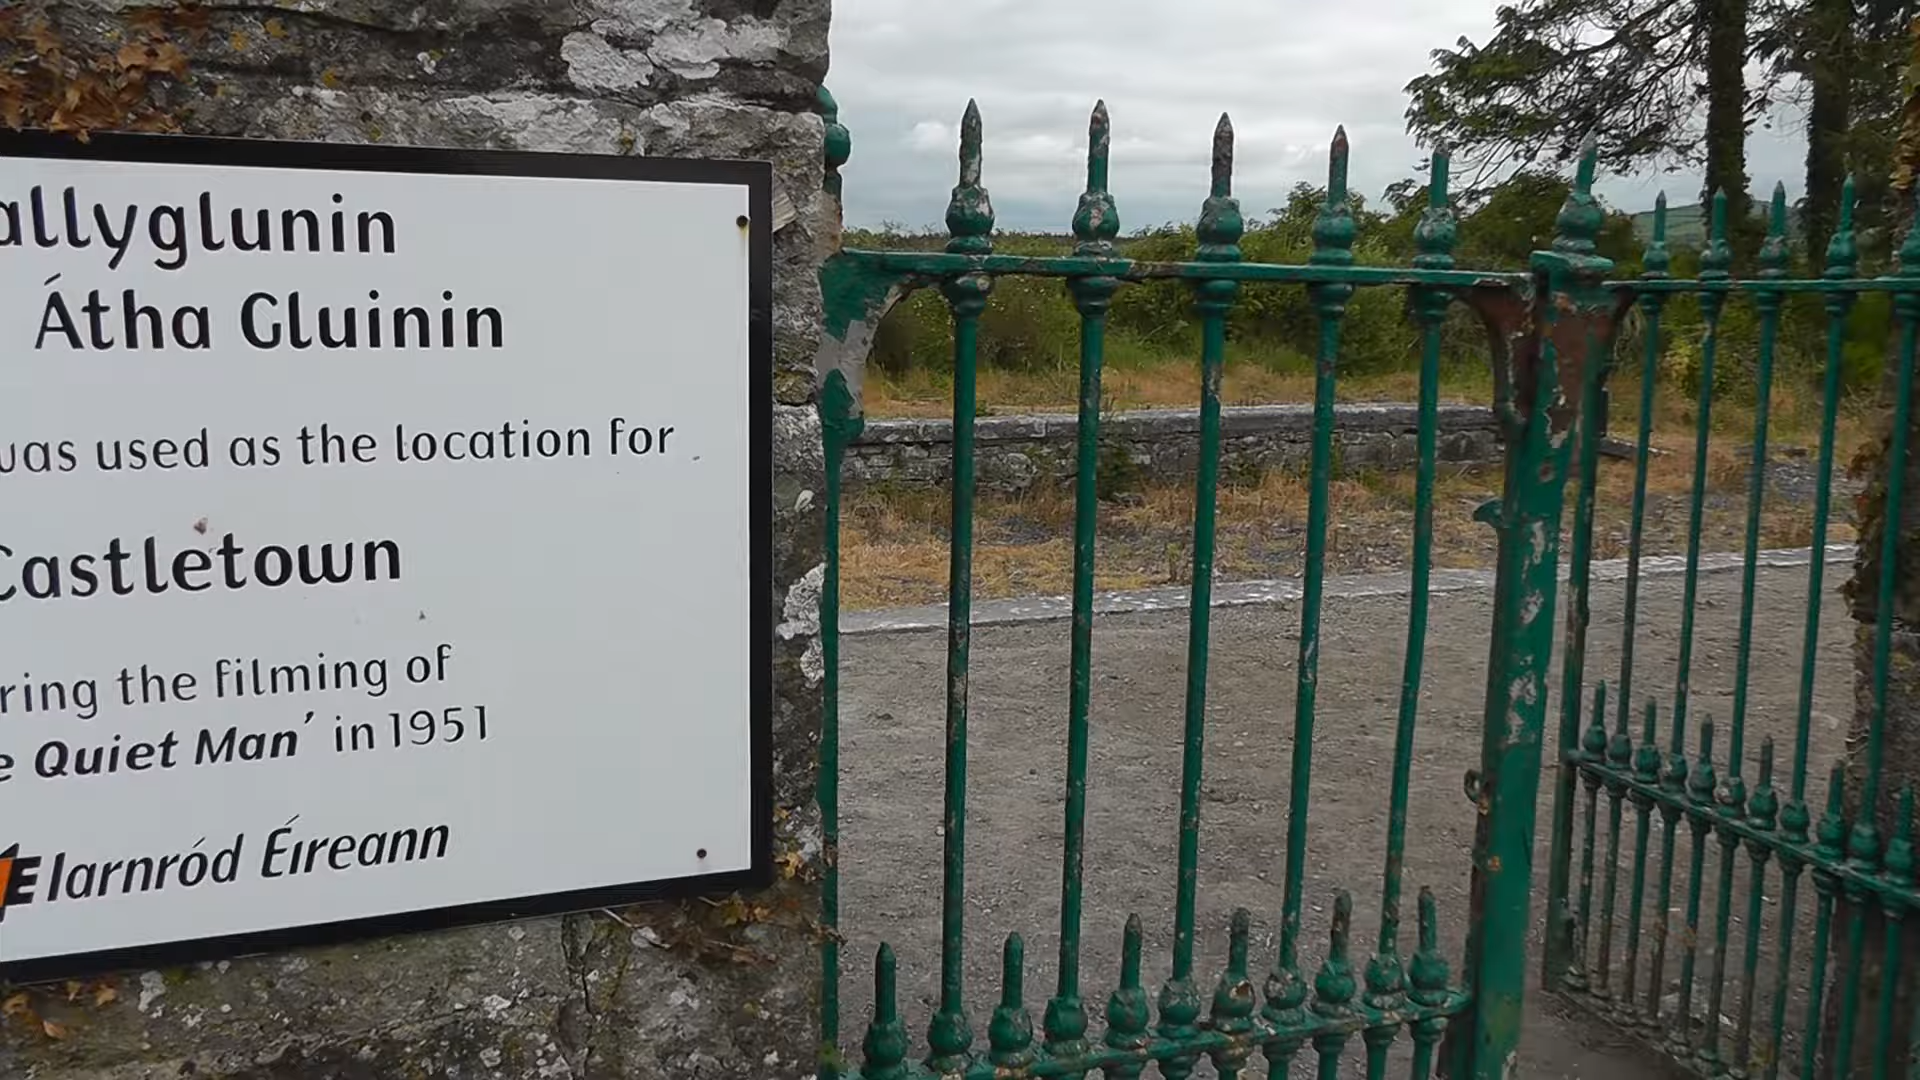 allyglunin
Átha Gluinin
was used as the location for
Castletown
ring the filming of
e Quiet Man' in 1951
Iarnród Éireann